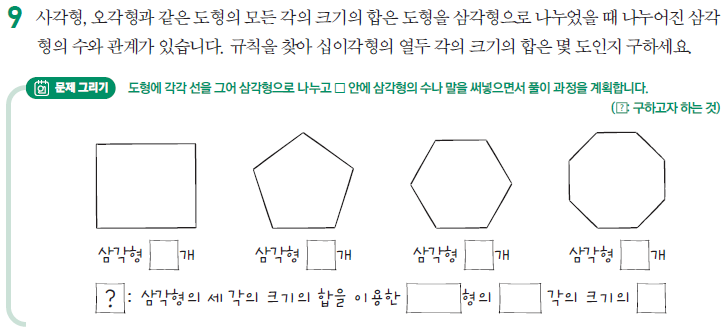 9 사각형, 오각형과 같은 도형의 모든 각의 크기의 합은 도형을 삼각형으로 나누었을 때 나누어진 삼각
형의 수와 관계가 있습니다. 규칙을 찾아 십이각형의 열두 각의 크기의 합은 몇 도인지 구하세요.
문제 그리기 도형에 각각 선을 그어 삼각형으로 나누고 □ 안에 삼각형의 수나 말을 써넣으면서 풀이 과정을 계획합니다.
(?: 구하고자 하는 것)
삼각형 □개 삼각형 □개 삼각형 □개 삼각형 □개
?: 삼각형의 세 각의 크기의 합을 이용한 □형의 □ 각의 크기의 □